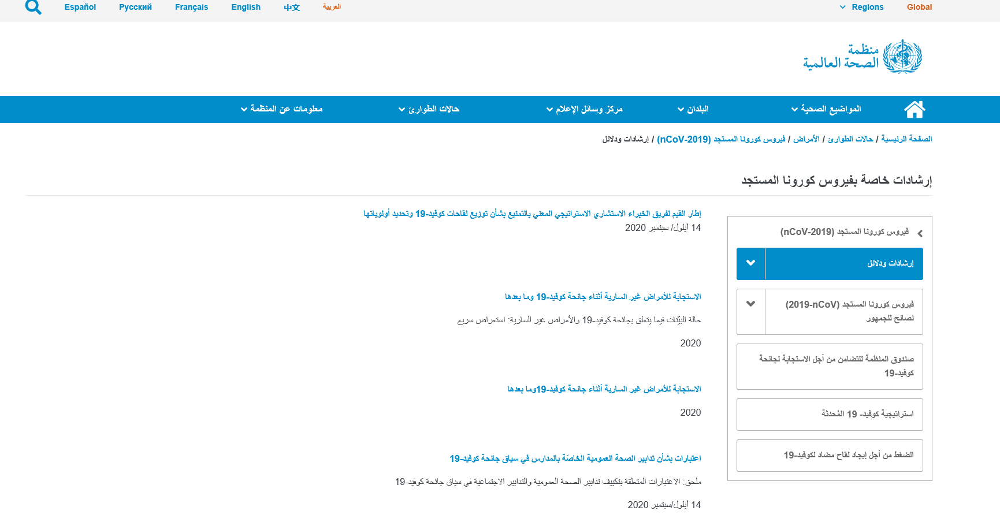 Global
Regions
العربية
中文
English
Français
Русский
Español
منظمة
الصحة العالمية
المواضيع الصحية
البلدان
مركز وسائل الإعلام
حالات الطوارئ
معلومات عن المنظمة
الصفحة الرئيسية / حالات الطوارئ / الأمراض / فيروس كورونا المستجد (2019-nCoV) / إرشادات ودلائل
إرشادات خاصة بفيروس كورونا المستجد
فيروس كورونا المستجد (2019-nCoV)
إرشادات ودلائل
فيروس كورونا المستجد (2019-nCoV)
نصائح للجمهور
صندوق المنظمة للتضامن من أجل الاستجابة لجائحة
كوفيد-19
استراتيجية كوفيد- 19 المُحدثة
الضغط من أجل إيجاد لقاح مضاد لكوفيد-19
إطار القيم لفريق الخبراء الاستشاري الاستراتيجي المعني بالتمنيع بشأن توزيع لقاحات كوفيد-19 وتحديد أولوياتها
14 أيلول/ سبتمبر 2020
الاستجابة للأمراض غير السارية أثناء جائحة كوفيد-19 وما بعدها
حالة البيّنات فيما يتعلق بجائحة كوفيد-19 والأمراض غير السارية: استعراض سريع
2020
الاستجابة للأمراض غير السارية أثناء جائحة كوفيد-19وما بعدها
2020
اعتبارات بشأن تدابير الصحة العمومية الخاصّة بالمدارس في سياق جائحة كوفيد-19
ملحق: الاعتبارات المتعلقة بتكييف تدابير الصحة العمومية والتدابير الاجتماعية في سياق جائحة كوفيد-19
14 أيلول/سبتمبر 2020